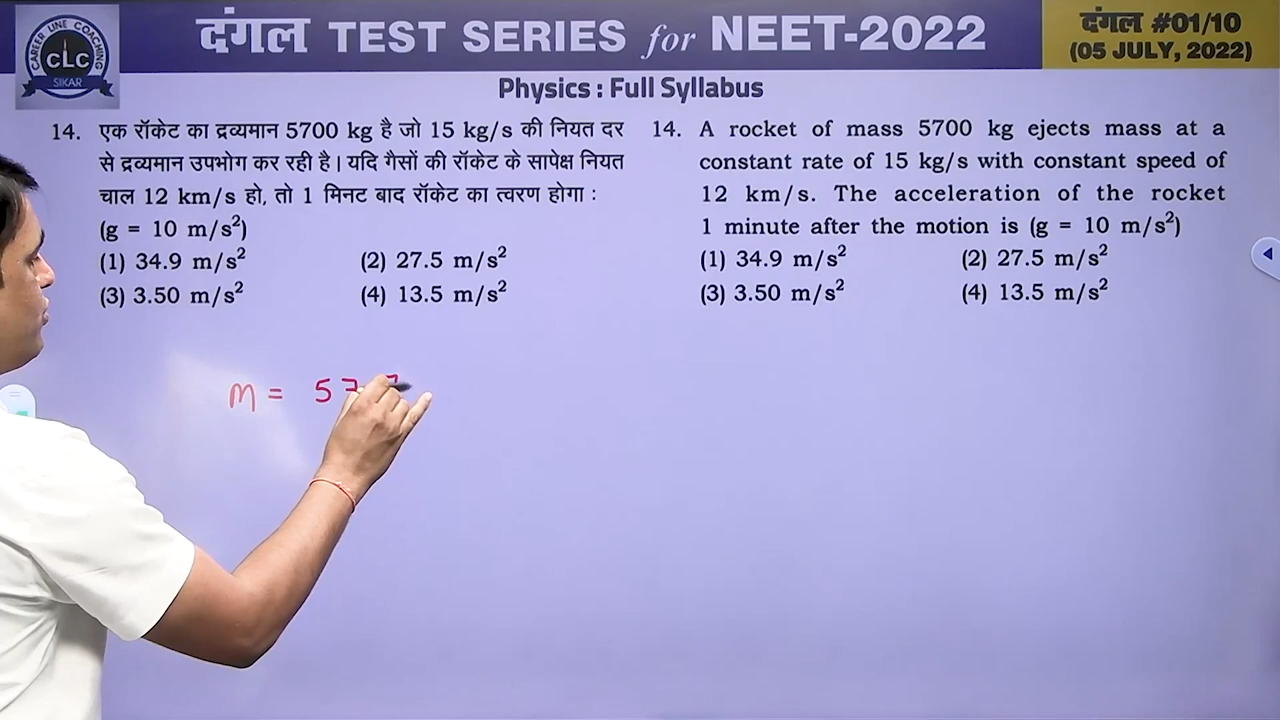 CAREER LINE COACHING
CLC
SIKAR
दंगल TEST SERIES for NEET-2022
दंगल #01/10
(05 JULY, 2022)
Physics : Full Syllabus
14. एक रॉकेट का द्रव्यमान 5700 kg है जो 15 kg/s की नियत दर
से द्रव्यमान उपभोग कर रही है। यदि गैसों की रॉकेट के सापेक्ष नियत
चाल 12 km/s हो, तो 1 मिनट बाद रॉकेट का त्वरण होगा :
(g = 10 m/s²)
(1) 34.9 m/s² (2) 27.5 m/s²
(3) 3.50 m/s² (4) 13.5 m/s²
14. A rocket of mass 5700 kg ejects mass at a
constant rate of 15 kg/s with constant speed of
12 km/s. The acceleration of the rocket
1 minute after the motion is (g = 10 m/s²)
(1) 34.9 m/s² (2) 27.5 m/s²
(3) 3.50 m/s² (4) 13.5 m/s²
m = 57